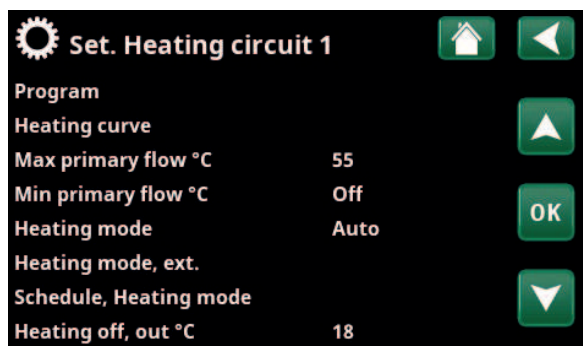 Set. Heating circuit 1
Program
Heating curve
Max primary flow °C 55
Min primary flow °C Off
Heating mode Auto
OK
Heating mode, ext.
Schedule, Heating mode
Heating off, out °C 18